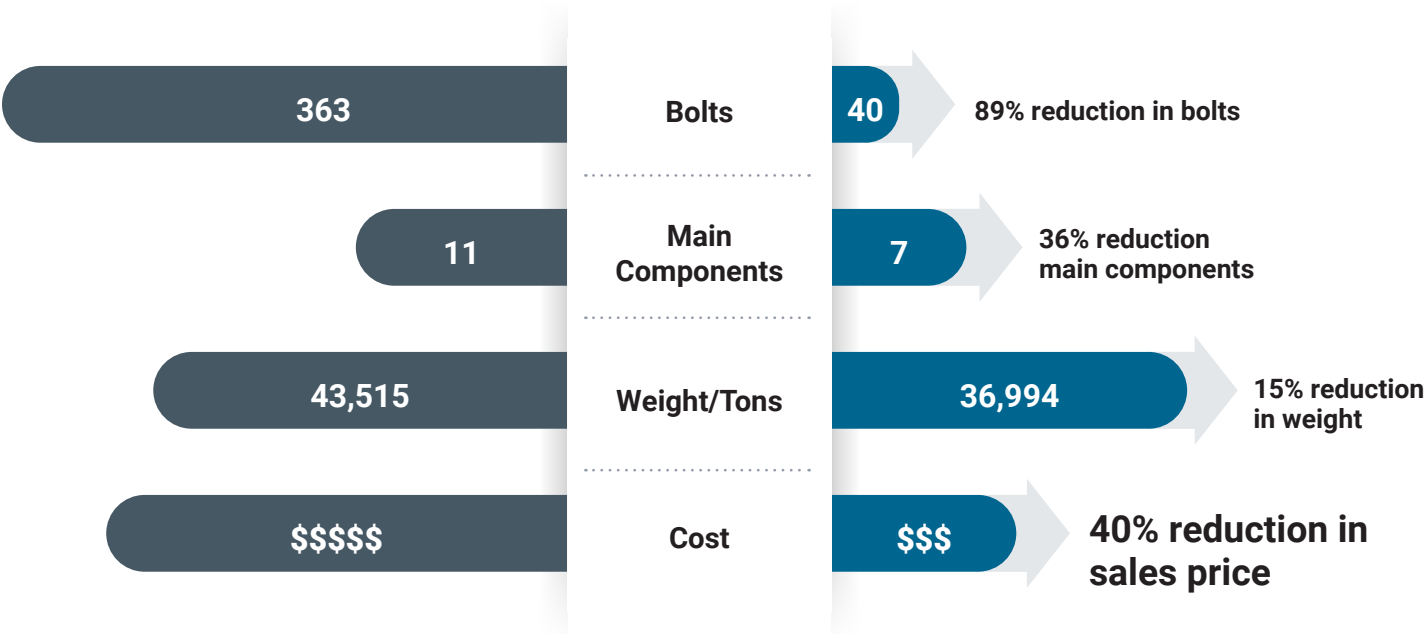 363
Bolts
40
89% reduction in bolts
11
Main
Components
7
36% reduction
main components
43,515
Weight/Tons
36,994
15% reduction
in weight
$$$$$
Cost
$$$
40% reduction in
sales price